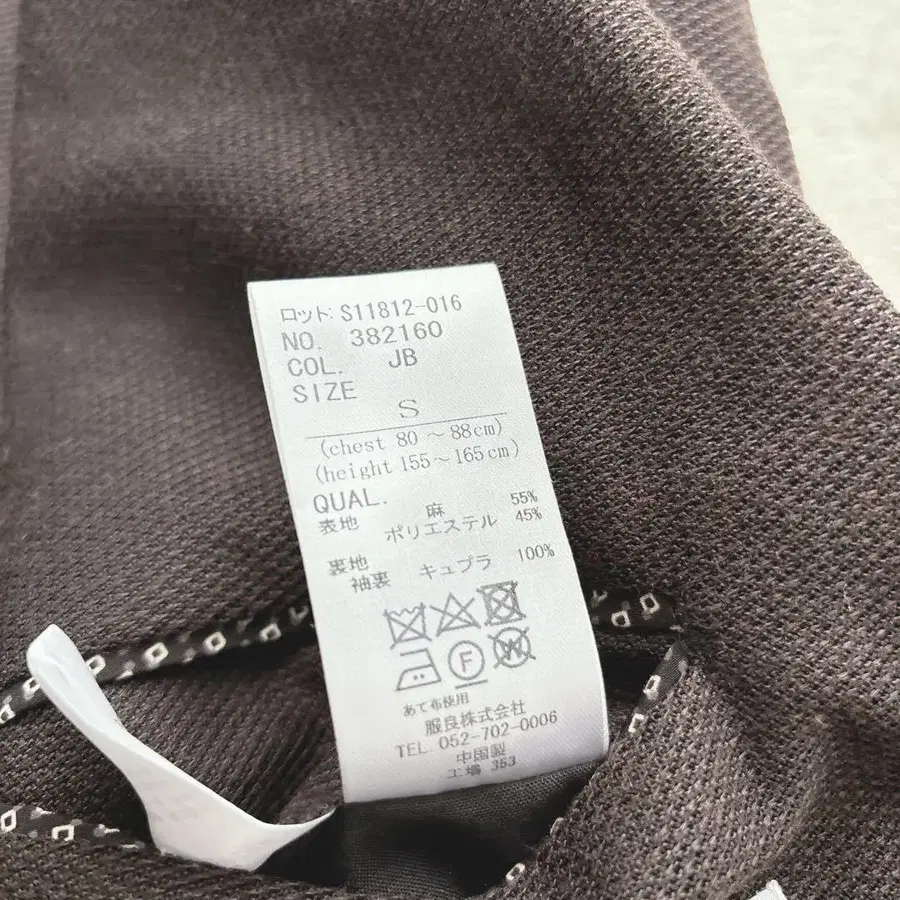 ロット: S11812-016
NO. 382160
COL. JB
SIZE
S
(chest 80～88cm)
(height 155～165cm)
QUAL.
表地 麻 55%
ポリエステル 45%
裏地
袖裏 キュプラ 100%
F
W
あて布使用
服良株式会社
TEL. 052-702-0006
中国製
工場 353